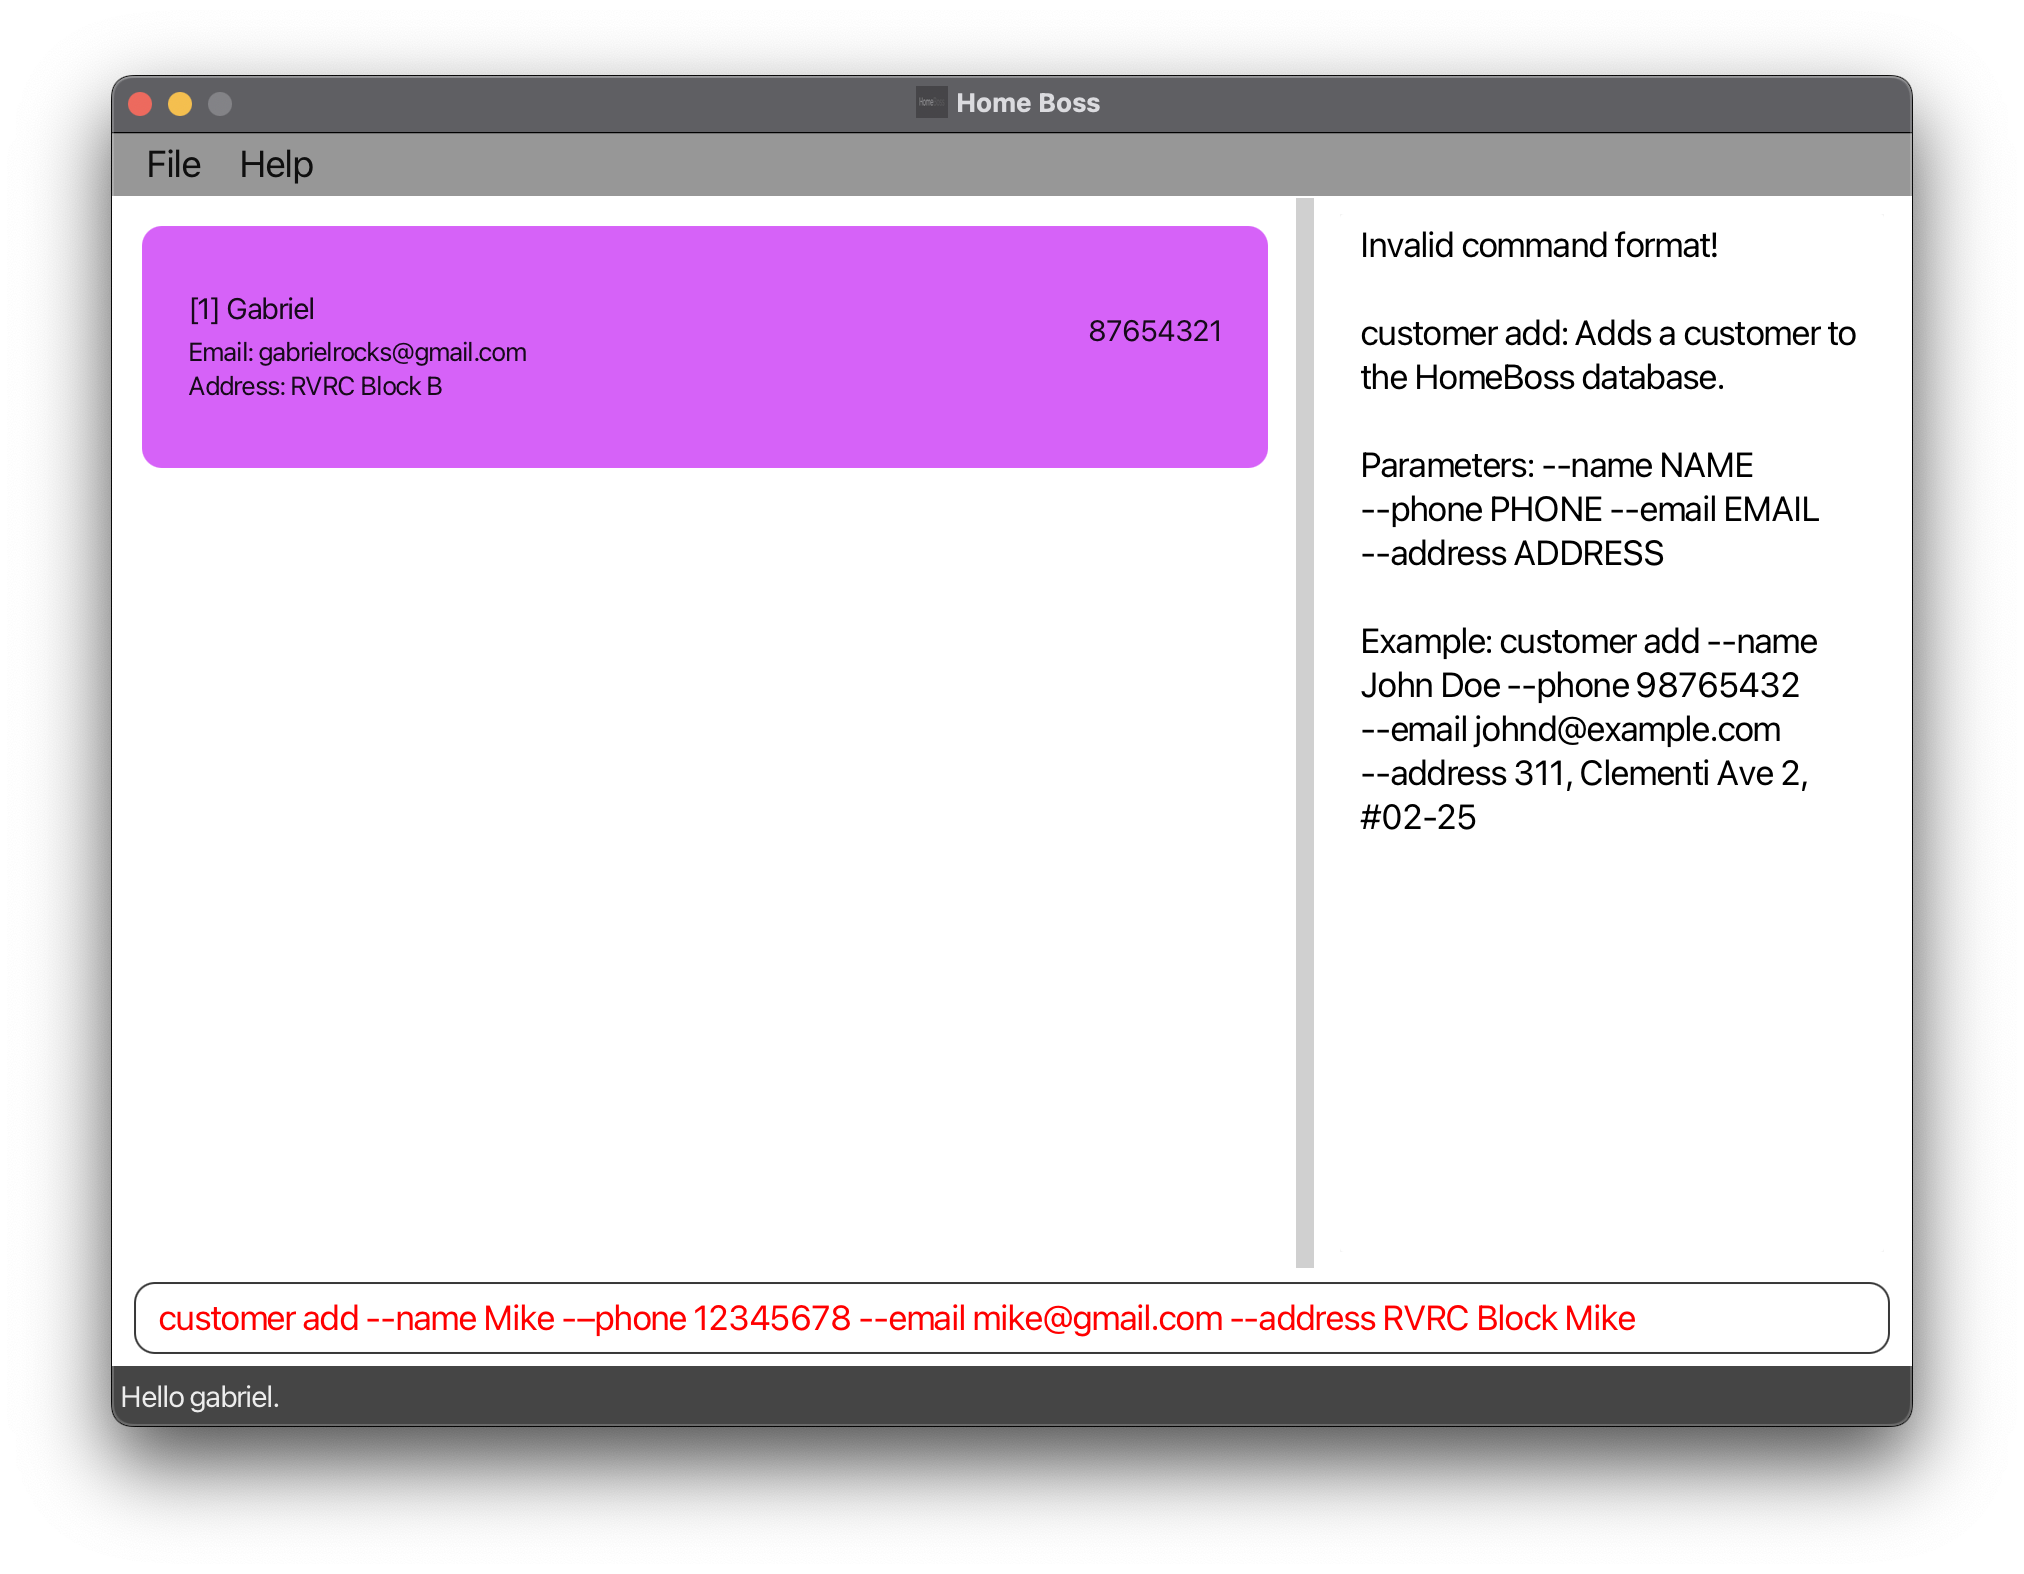 Home Boss
File Help
[1] Gabriel
Email: gabrielrocks@gmail.com
Address: RVRC Block B
87654321
Invalid command format!
customer add: Adds a customer to
the HomeBoss database.
Parameters: --name NAME
--phone PHONE --email EMAIL
--address ADDRESS
Example: customer add --name
John Doe --phone 98765432
--email johnd@example.com
--address 311, Clementi Ave 2,
#02-25
customer add --name Mike -–phone 12345678 --email mike@gmail.com --address RVRC Block Mike
Hello gabriel.